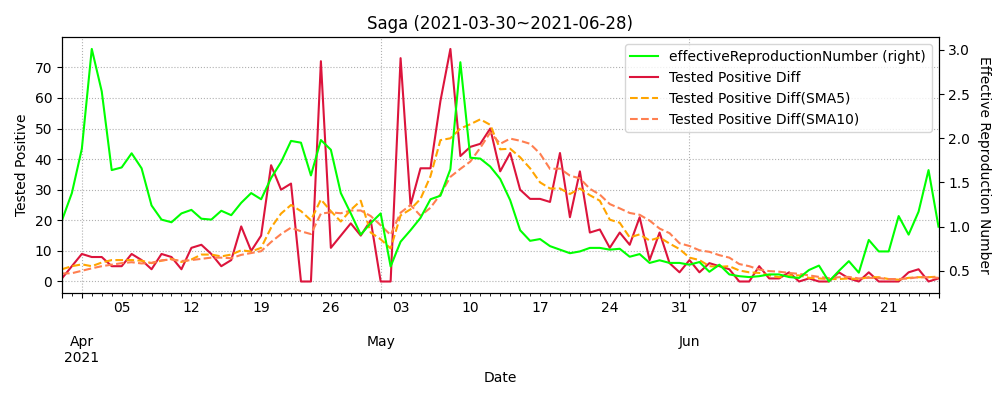 Saga (2021-03-30~2021-06-28)
effectiveReproductionNumber (right)
Tested Positive Diff
Tested Positive Diff(SMA5)
Tested Positive Diff(SMA10)
Tested Positive
70
60
50
40
30
20
10
0
3.0
2.5
2.0
1.5
1.0
0.5
Effective Reproduction Number
05 12 19 26 03 10 17 24 31 07 14 21
Apr May Jun
2021
Date